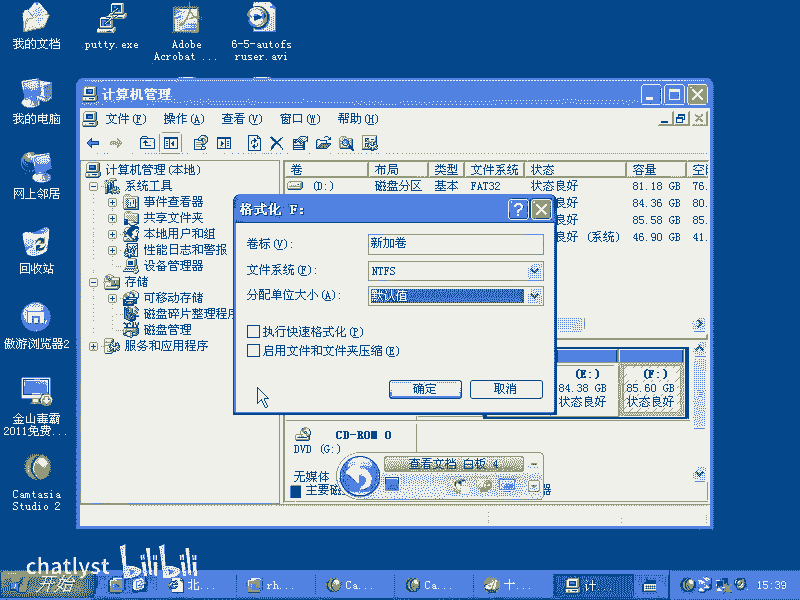 我的文档
putty.exe
Adobe
Acrobat ...
6-5-autofs
ruser.avi
我的电脑
网上邻居
回收站
傲游浏览器2
金山毒霸
2011免费...
Camtasia
Studio 2
计算机管理
文件(F) 操作(A) 查看(V) 窗口(W) 帮助(H)
计算机管理(本地)
系统工具
事件查看器
共享文件夹
本地用户和组
性能日志和警报
设备管理器
存储
可移动存储
磁盘碎片整理程序
磁盘管理
服务和应用程序
卷 布局 类型 文件系统 状态 容量
(D:) 磁盘分区 基本 FAT32 状态良好 81.18 GB 76.
良好 84.36 GB 80.
良好 85.58 GB 85.
良好 (系统) 46.90 GB 41.
格式化 F:
卷标(V): 新加卷
文件系统(F): NTFS
分配单位大小(A): 默认值
执行快速格式化(P)
启用文件和文件夹压缩(E)
确定 取消
(E:)
84.38 GB
状态良好
(F:)
85.60 GB
状态良好
CD-ROM 0
DVD (G:)
无媒体
主要磁
查看文档 白板 4
器
chatlyst bilibili
开始 北... rh... Ca... Ca... 十... 计... 15:39